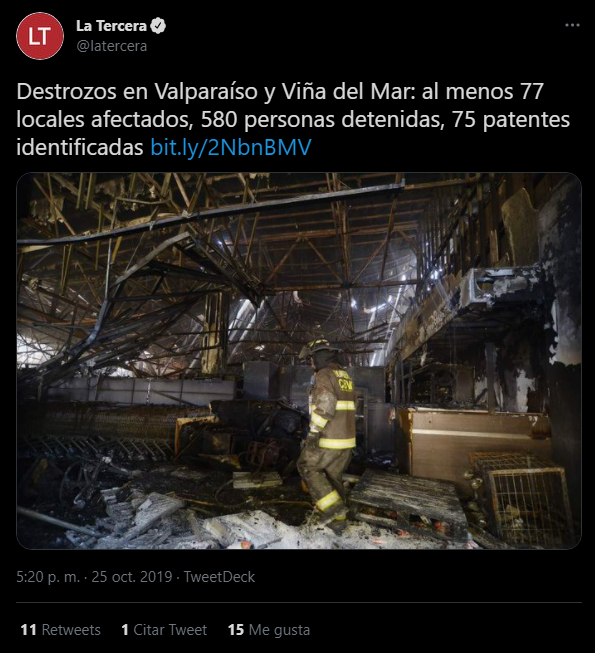 LT
La Tercera
@latercera
Destrozos en Valparaíso y Viña del Mar: al menos 77
locales afectados, 580 personas detenidas, 75 patentes
identificadas bit.ly/2NbnBMV
5:20 p. m. · 25 oct. 2019 · TweetDeck
11 Retweets 1 Citar Tweet 15 Me gusta